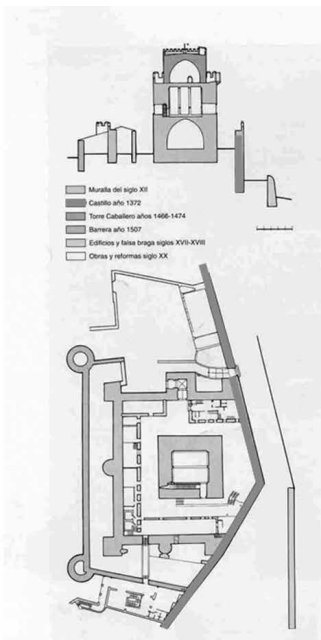 Muralla del siglo XII
Castillo año 1372
Torre Caballero años 1466-1474
Barrera año 1507
Edificios y falsa braga siglos XVII-XVIII
Obras y reformas siglo XX